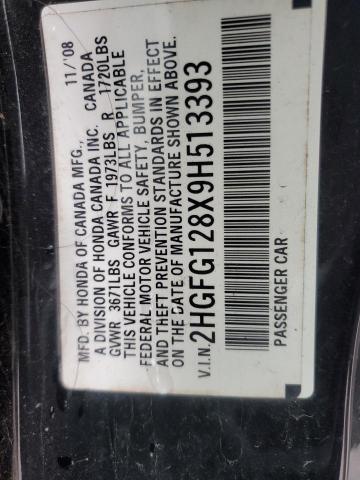 MFD. BY HONDA OF CANADA MFG., 11/'08
A DIVISION OF HONDA CANADA INC. CANADA
GVWR 3671LBS GAWR F 1973LBS R 1720LBS
THIS VEHICLE CONFORMS TO ALL APPLICABLE
FEDERAL MOTOR VEHICLE SAFETY, BUMPER,
AND THEFT PREVENTION STANDARDS IN EFFECT
ON THE DATE OF MANUFACTURE SHOWN ABOVE.
V.I.N. 2HGFG128X9H513393
PASSENGER CAR